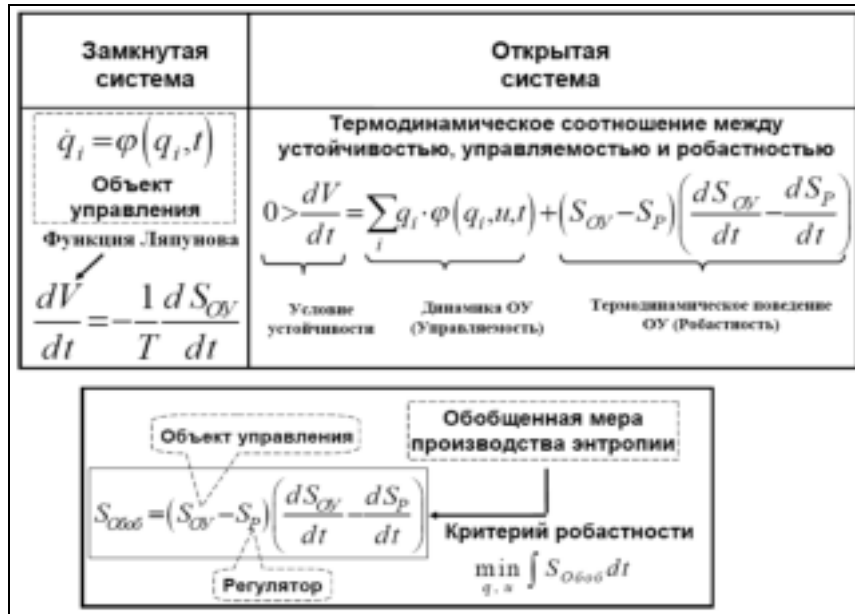 Замкнутая
система
Открытая
система
q̇ᵢ = φ(qᵢ, t)
Объект
управления
Функция Ляпунова
dV/dt = −(1/T) dS_ОУ/dt
Термодинамическое соотношение между
устойчивостью, управляемостью и робастностью
0 > dV/dt = ∑ᵢ qᵢ · φ(qᵢ, u, t) + (S_ОУ − S_Р)(dS_ОУ/dt − dS_Р/dt)
Условие
устойчивости
Динамика ОУ
(Управляемость)
Термодинамическое поведение
ОУ (Робастность)
Объект управления
Обобщенная мера
производства энтропии
S_Обоб = (S_ОУ − S_Р)(dS_ОУ/dt − dS_Р/dt)
Регулятор
Критерий робастности
min_{q, u} ∫ S_Обоб dt